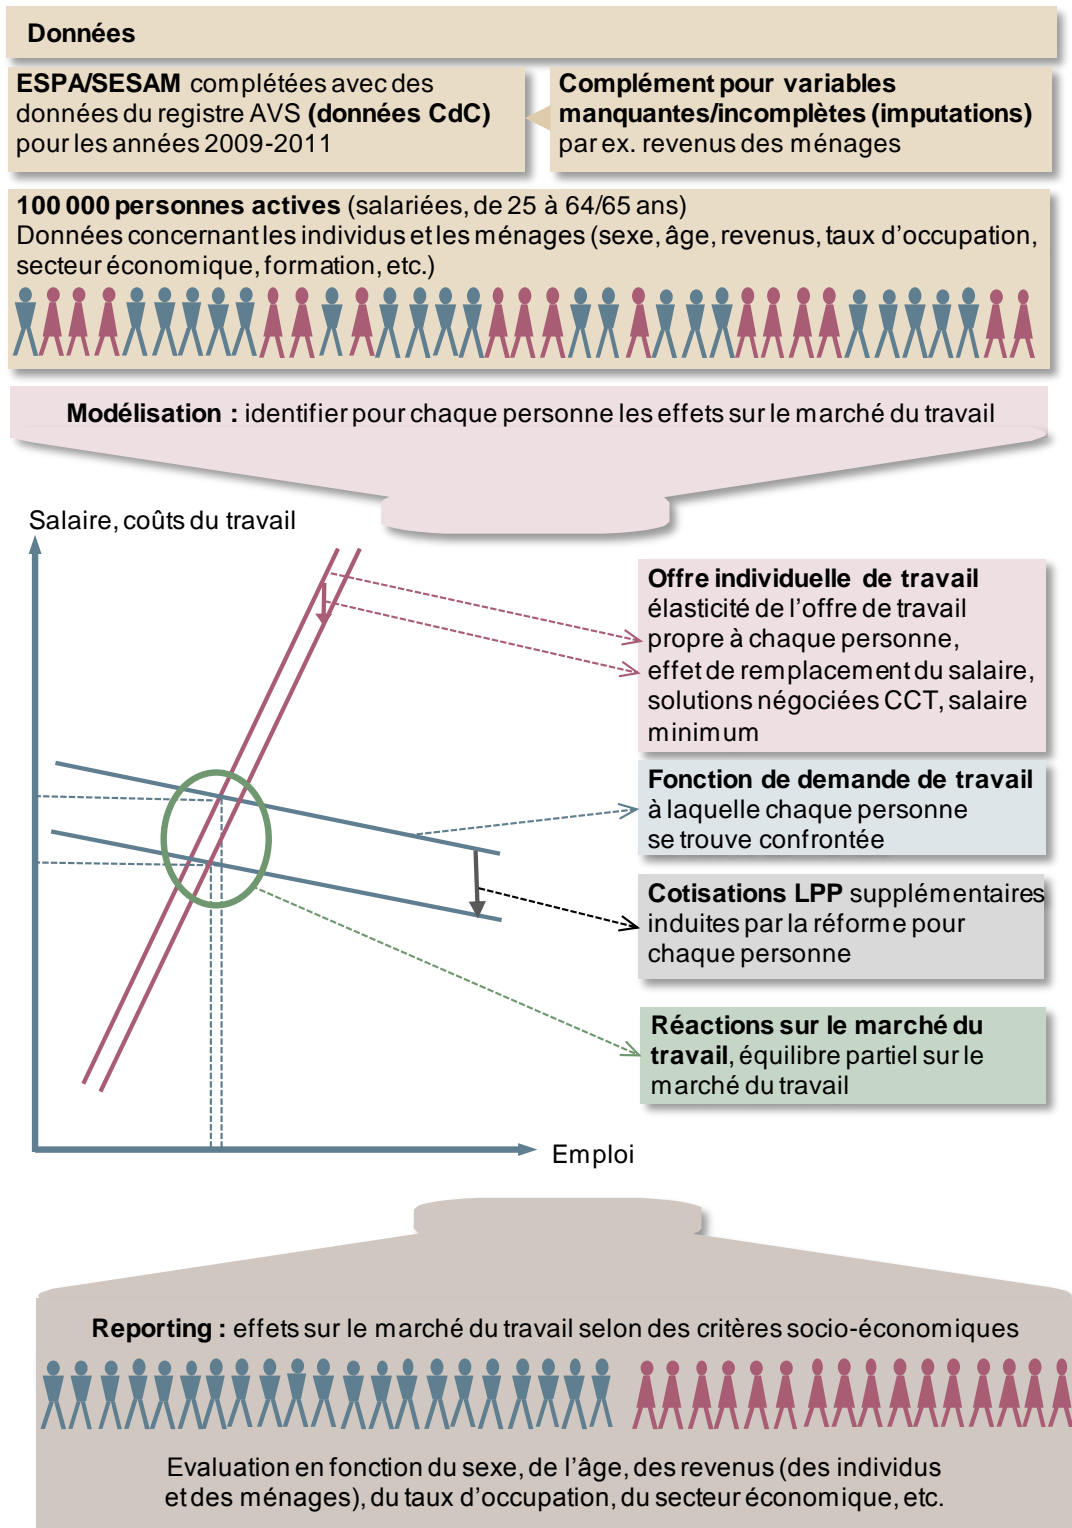 Données
ESPA/SESAM complétées avec des
données du registre AVS (données CdC)
pour les années 2009-2011
Complément pour variables
manquantes/incomplètes (imputations)
par ex. revenus des ménages
100 000 personnes actives (salariées, de 25 à 64/65 ans)
Données concernant les individus et les ménages (sexe, âge, revenus, taux d'occupation,
secteur économique, formation, etc.)
Modélisation : identifier pour chaque personne les effets sur le marché du travail
Salaire, coûts du travail
Offre individuelle de travail
élasticité de l'offre de travail
propre à chaque personne,
effet de remplacement du salaire,
solutions négociées CCT, salaire
minimum
Fonction de demande de travail
à laquelle chaque personne
se trouve confrontée
Cotisations LPP supplémentaires
induites par la réforme pour
chaque personne
Réactions sur le marché du
travail, équilibre partiel sur le
marché du travail
Emploi
Reporting : effets sur le marché du travail selon des critères socio-économiques
Evaluation en fonction du sexe, de l'âge, des revenus (des individus
et des ménages), du taux d'occupation, du secteur économique, etc.